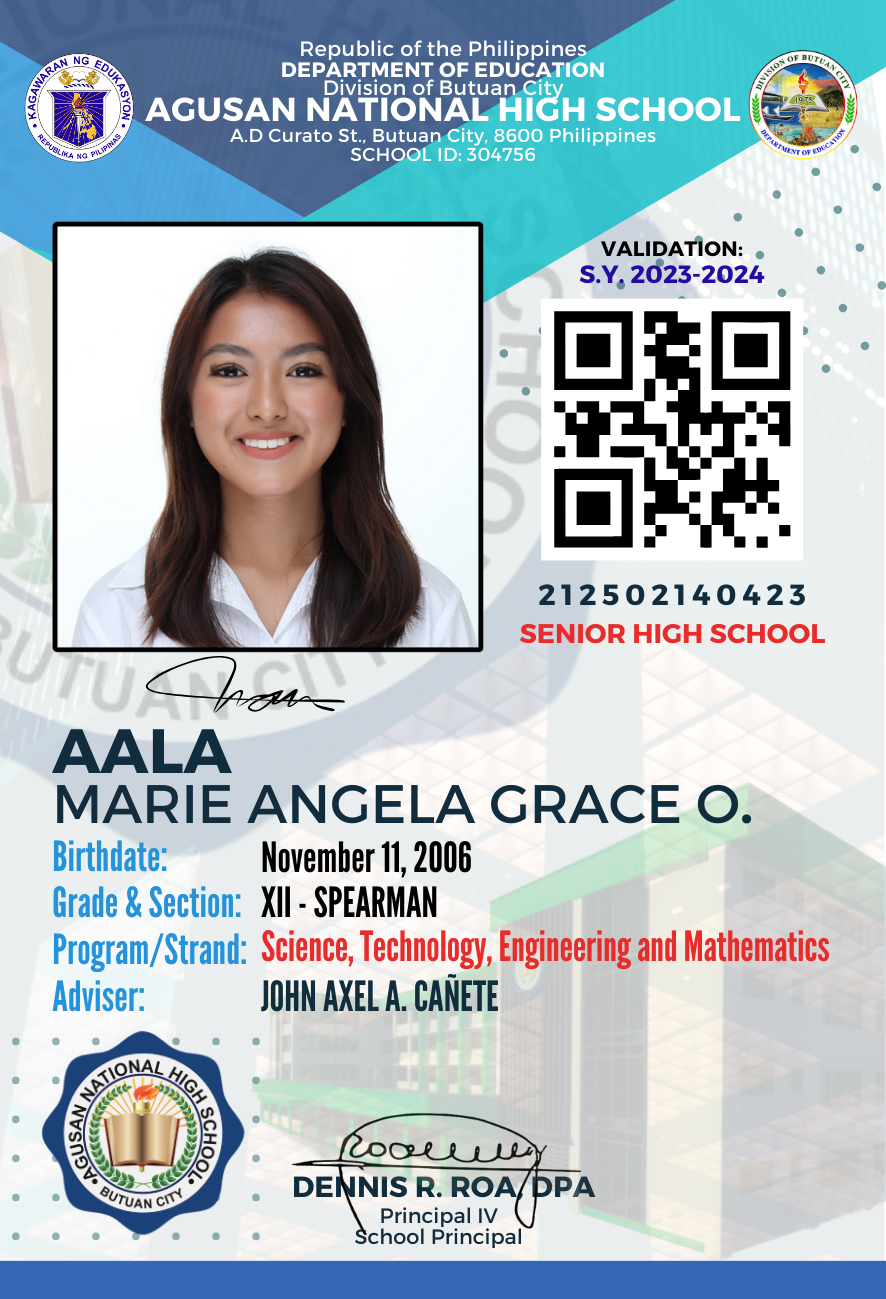 Republic of the Philippines
DEPARTMENT OF EDUCATION
Division of Butuan City
AGUSAN NATIONAL HIGH SCHOOL
A.D Curato St., Butuan City, 8600 Philippines
SCHOOL ID: 304756
KAGAWARAN NG EDUKASYON
REPUBLIKA NG PILIPINAS
DIVISION OF BUTUAN CITY
1975
DEPARTMENT OF EDUCATION
VALIDATION:
S.Y. 2023-2024
212502140423
SENIOR HIGH SCHOOL
AALA
MARIE ANGELA GRACE O.
Birthdate: November 11, 2006
Grade & Section: XII - SPEARMAN
Program/Strand: Science, Technology, Engineering and Mathematics
Adviser: JOHN AXEL A. CAÑETE
AGUSAN NATIONAL HIGH SCHOOL
BUTUAN CITY
DENNIS R. ROA, DPA
Principal IV
School Principal